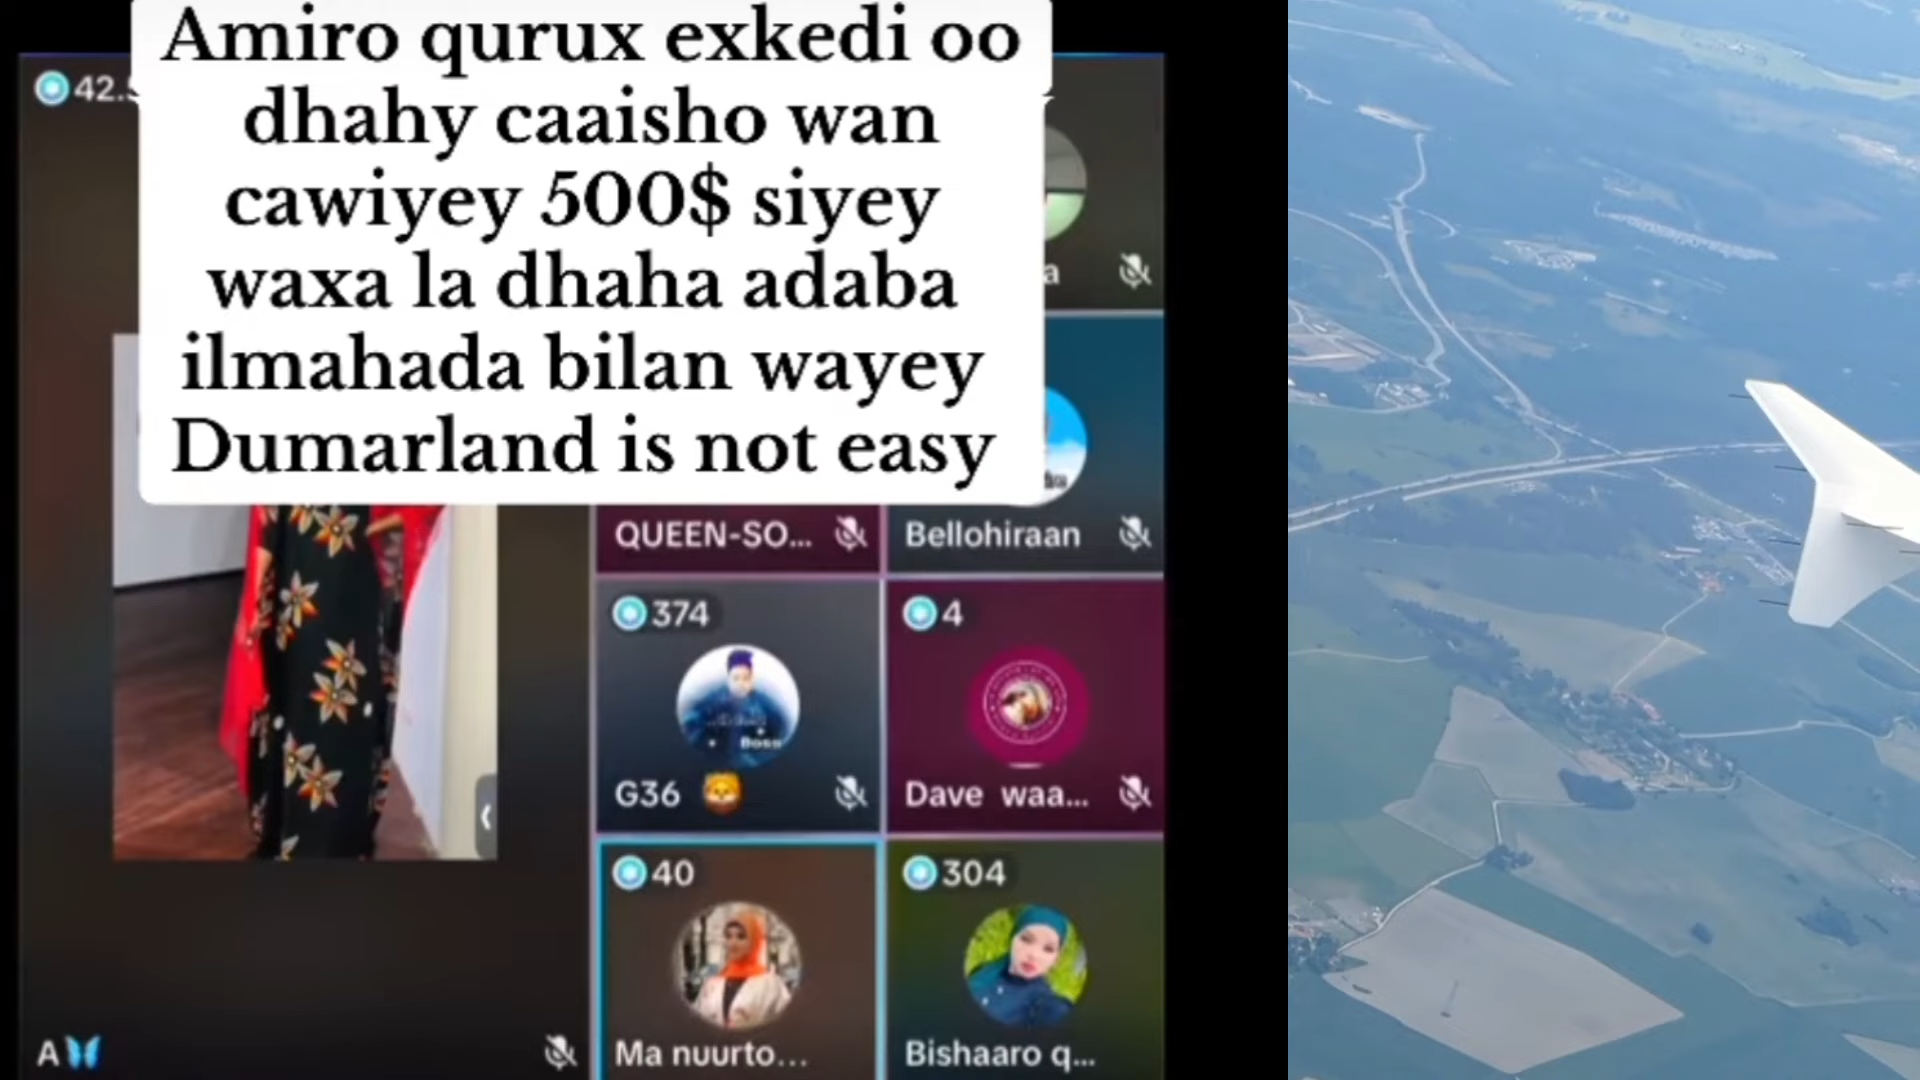 Amiro qurux exkedi oo
dhahy caaisho wan
cawiyey 500$ siyey
waxa la dhaha adaba
ilmahada bilan wayey
Dumarland is not easy
QUEEN-SO...
Bellohiraan
374
4
Boss
G36
Dave waa...
40
304
A
Ma nuurto...
Bishaaro q...